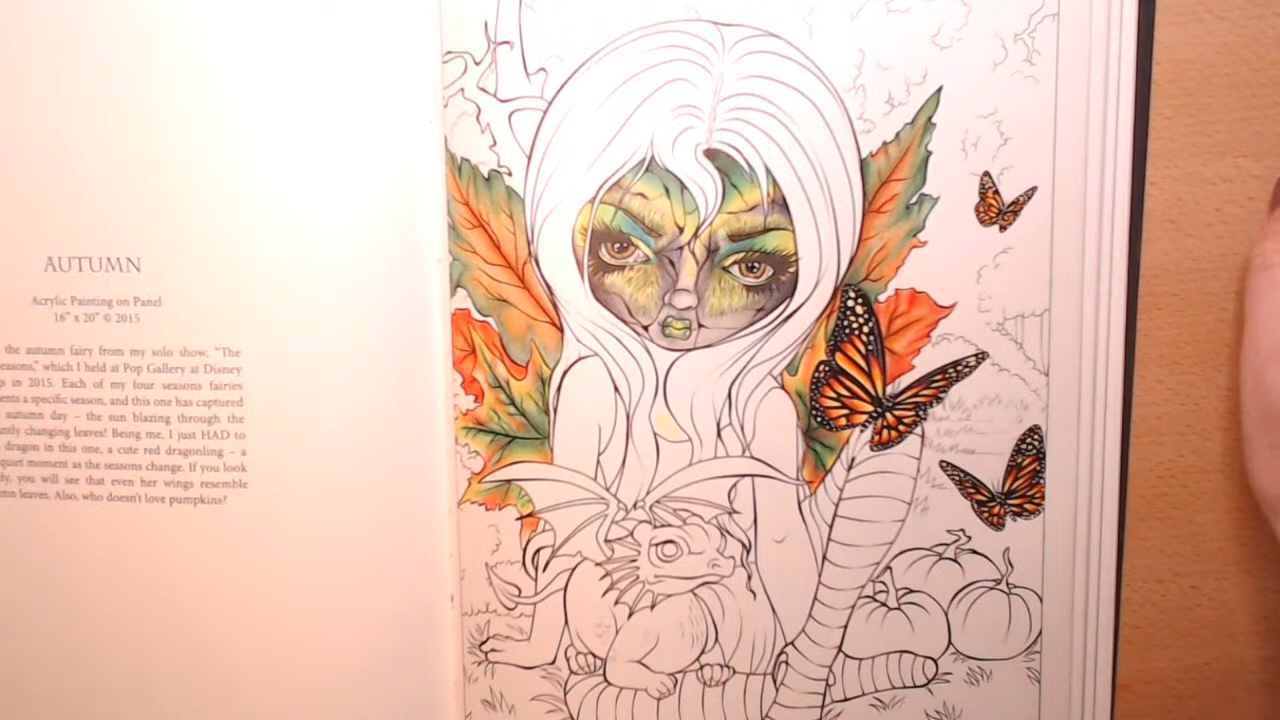 AUTUMN
Acrylic Painting on Panel
16" x 20" © 2015
the autumn fairy from my solo show, "The
easons," which I held at Pop Gallery at Disney
in 2015. Each of my four seasons fairies
ents a specific season, and this one has captured
autumn day – the sun blazing through the
ntly changing leaves! Being me, I just HAD to
dragon in this one, a cute red dragonling – a
quiet moment as the seasons change. If you look
ly, you will see that even her wings resemble
mn leaves. Also, who doesn't love pumpkins?